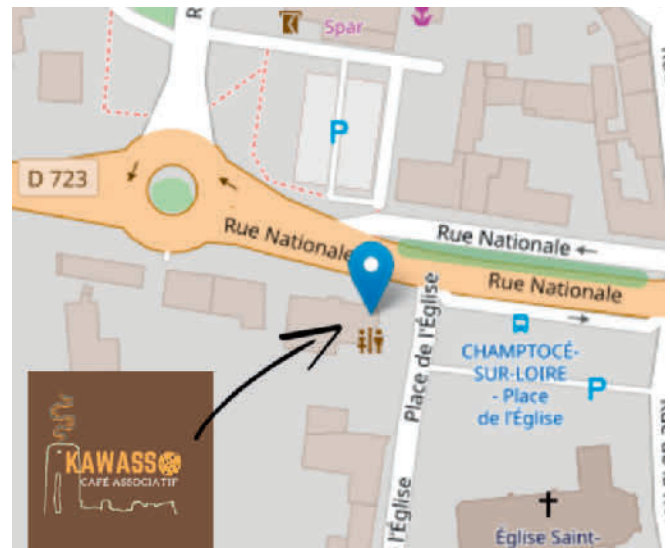 Spar
P
D 723
Rue Nationale
Rue Nationale
Rue Nationale
Place de l'Église
CHAMPTOCÉ-
SUR-LOIRE
- Place
de l'Église
P
KAWASSO
CAFÉ ASSOCIATIF
l'Église
Église Saint-